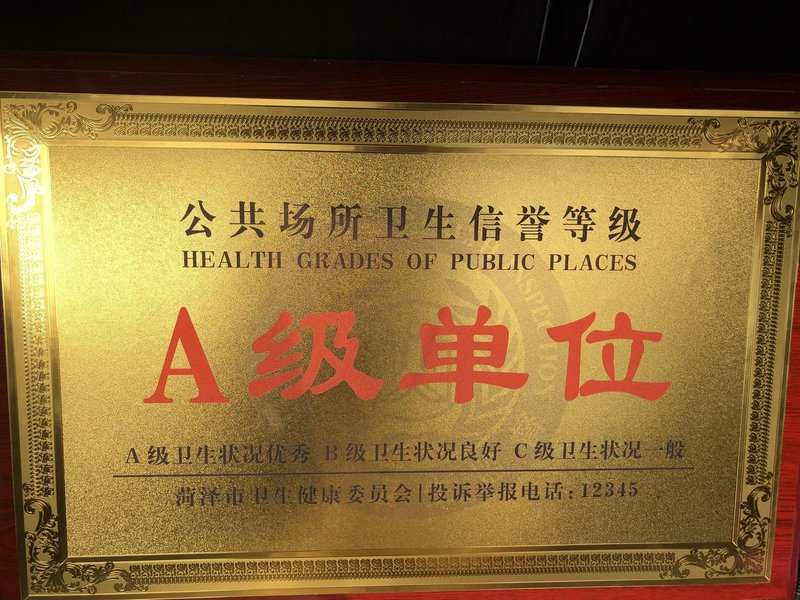 公共场所卫生信誉等级
HEALTH GRADES OF PUBLIC PLACES
A级单位
A级卫生状况优秀 B级卫生状况良好 C级卫生状况一般
菏泽市卫生健康委员会|投诉举报电话:12345